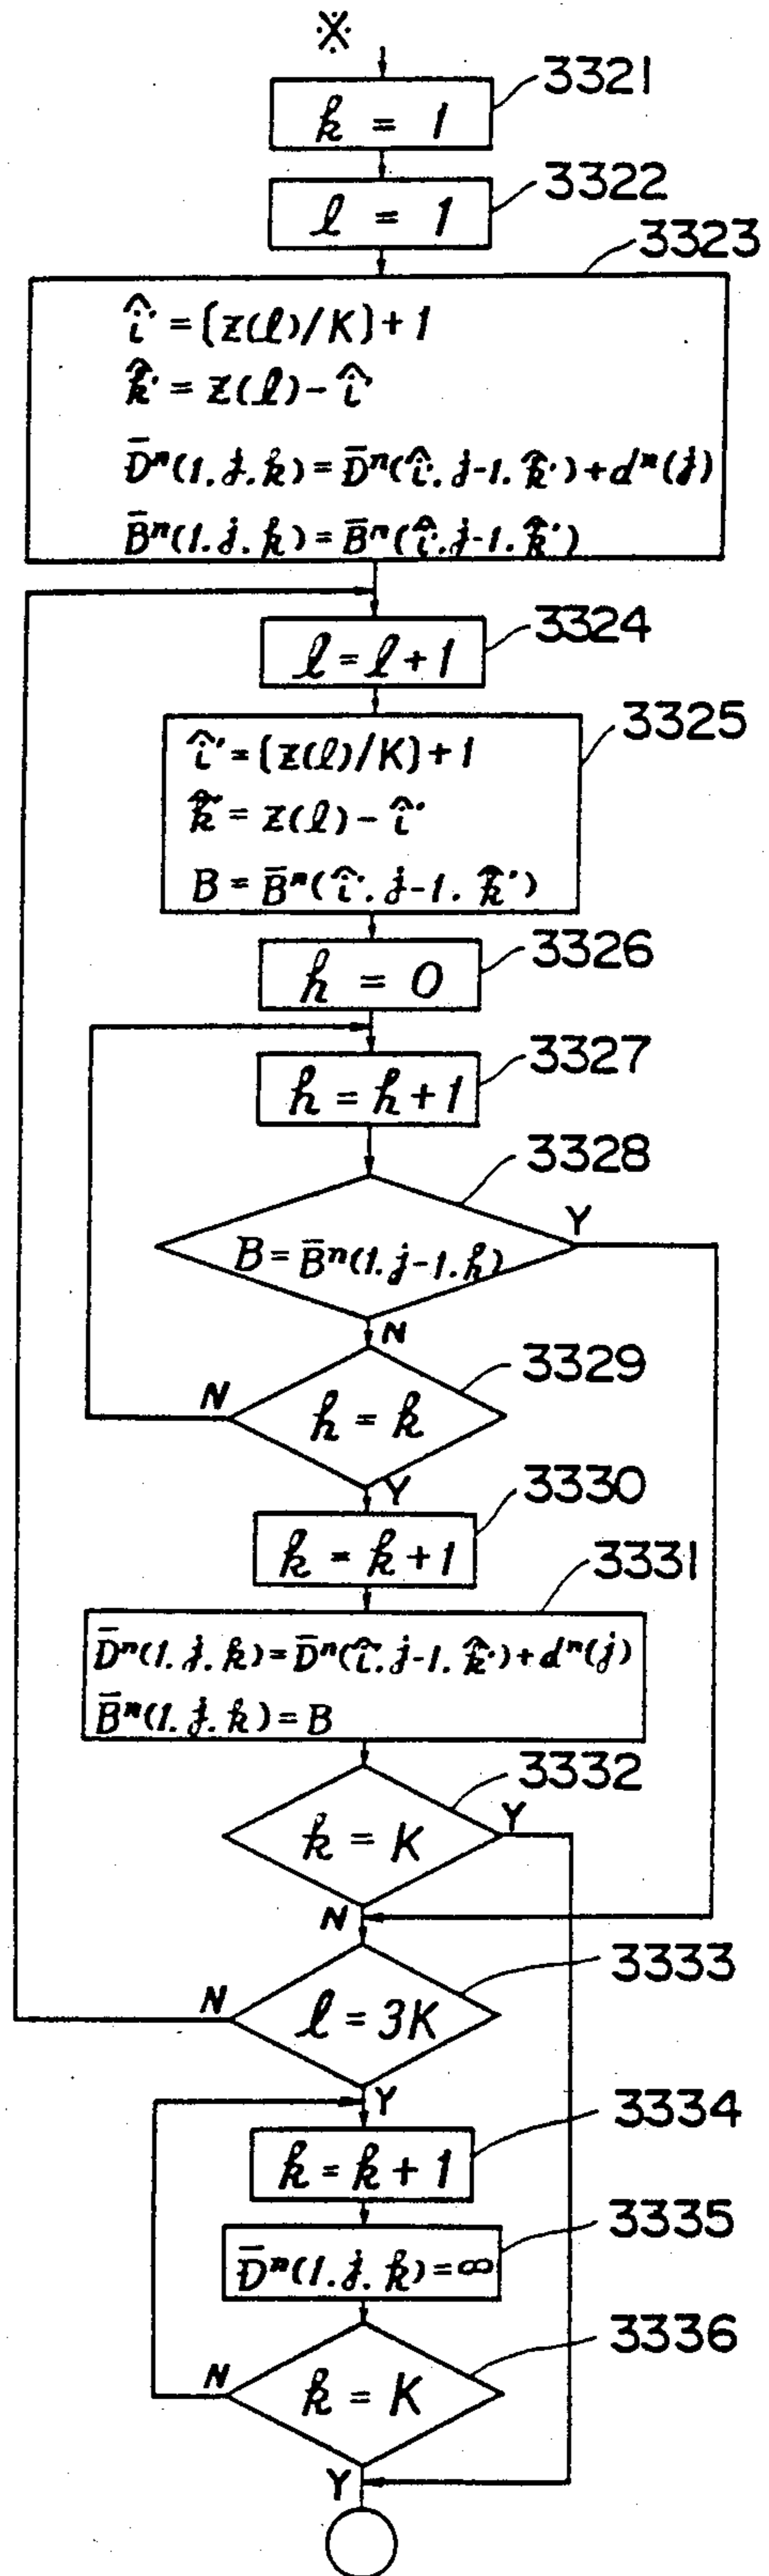 ※
3321
k = 1
3322
l = 1
3323
î' = [z(l)/K]+1
k̂' = z(l) - î'
D̄ⁿ(1.j.k) = D̄ⁿ(î'.j-1.k̂')+dⁿ(j)
B̄ⁿ(1.j.k) = B̄ⁿ(î'.j-1.k̂')
3324
l = l + 1
3325
î' = [z(l)/K]+1
k̂' = z(l) - î'
B = B̄ⁿ(î'.j-1.k̂')
3326
h = 0
3327
h = h + 1
3328
B = B̄ⁿ(1.j-1.h)
Y
N
3329
h = k
N
Y
3330
k = k + 1
3331
D̄ⁿ(1.j.k) = D̄ⁿ(î'.j-1.k̂')+dⁿ(j)
B̄ⁿ(1.j.k) = B
3332
k = K
Y
N
3333
l = 3K
N
Y
3334
k = k + 1
3335
D̄ⁿ(1.j.k) = ∞
3336
k = K
N
Y